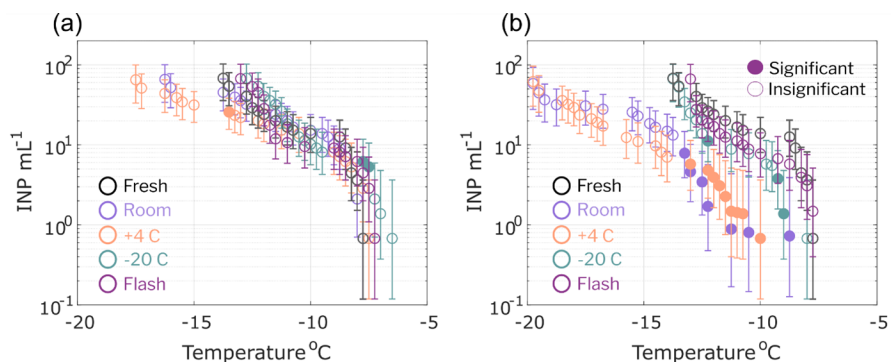 (a)
INP mL⁻¹
10²
10¹
10⁰
10⁻¹
Fresh
Room
+4 C
-20 C
Flash
-20
-15
-10
-5
Temperature °C
(b)
INP mL⁻¹
10²
10¹
10⁰
10⁻¹
Significant
Insignificant
Fresh
Room
+4 C
-20 C
Flash
-20
-15
-10
-5
Temperature °C